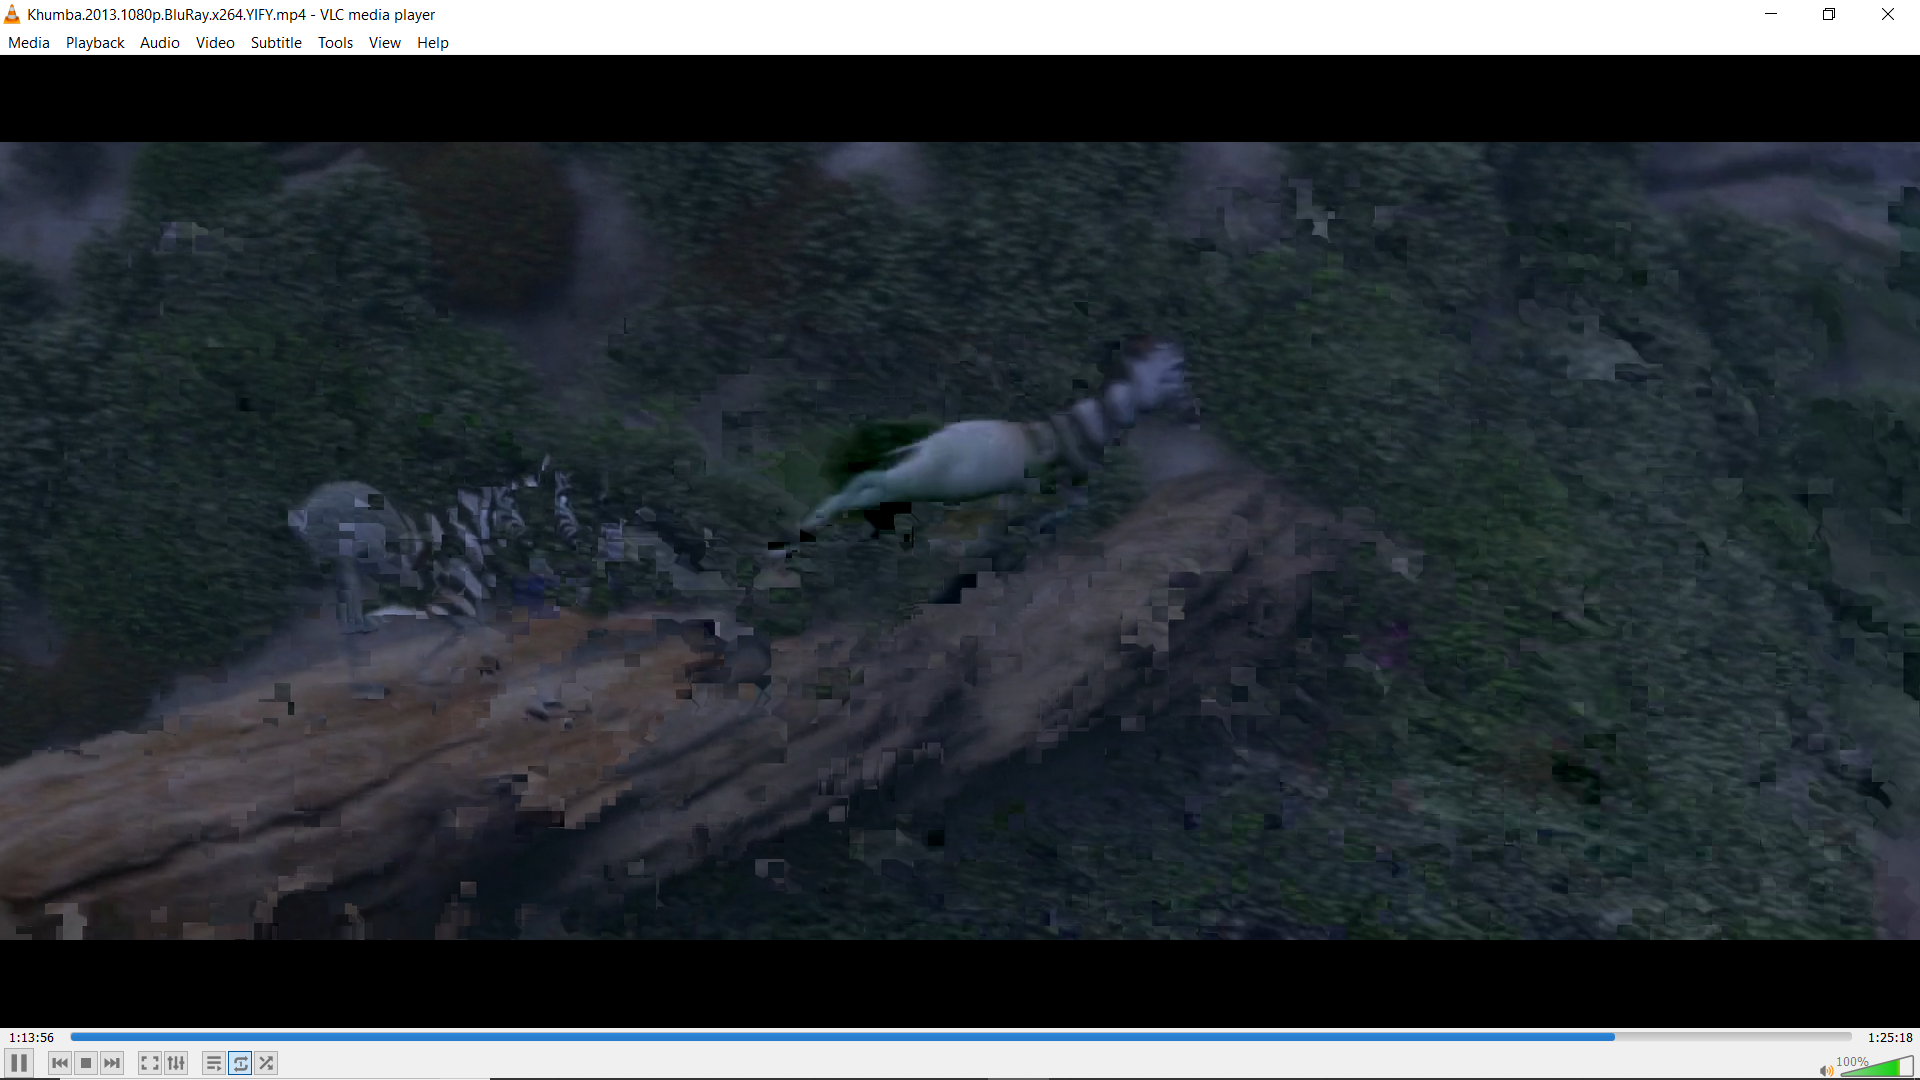 Khumba.2013.1080p.BluRay.x264.YIFY.mp4 - VLC media player
Media Playback Audio Video Subtitle Tools View Help
1:13:56 1:25:18
100%